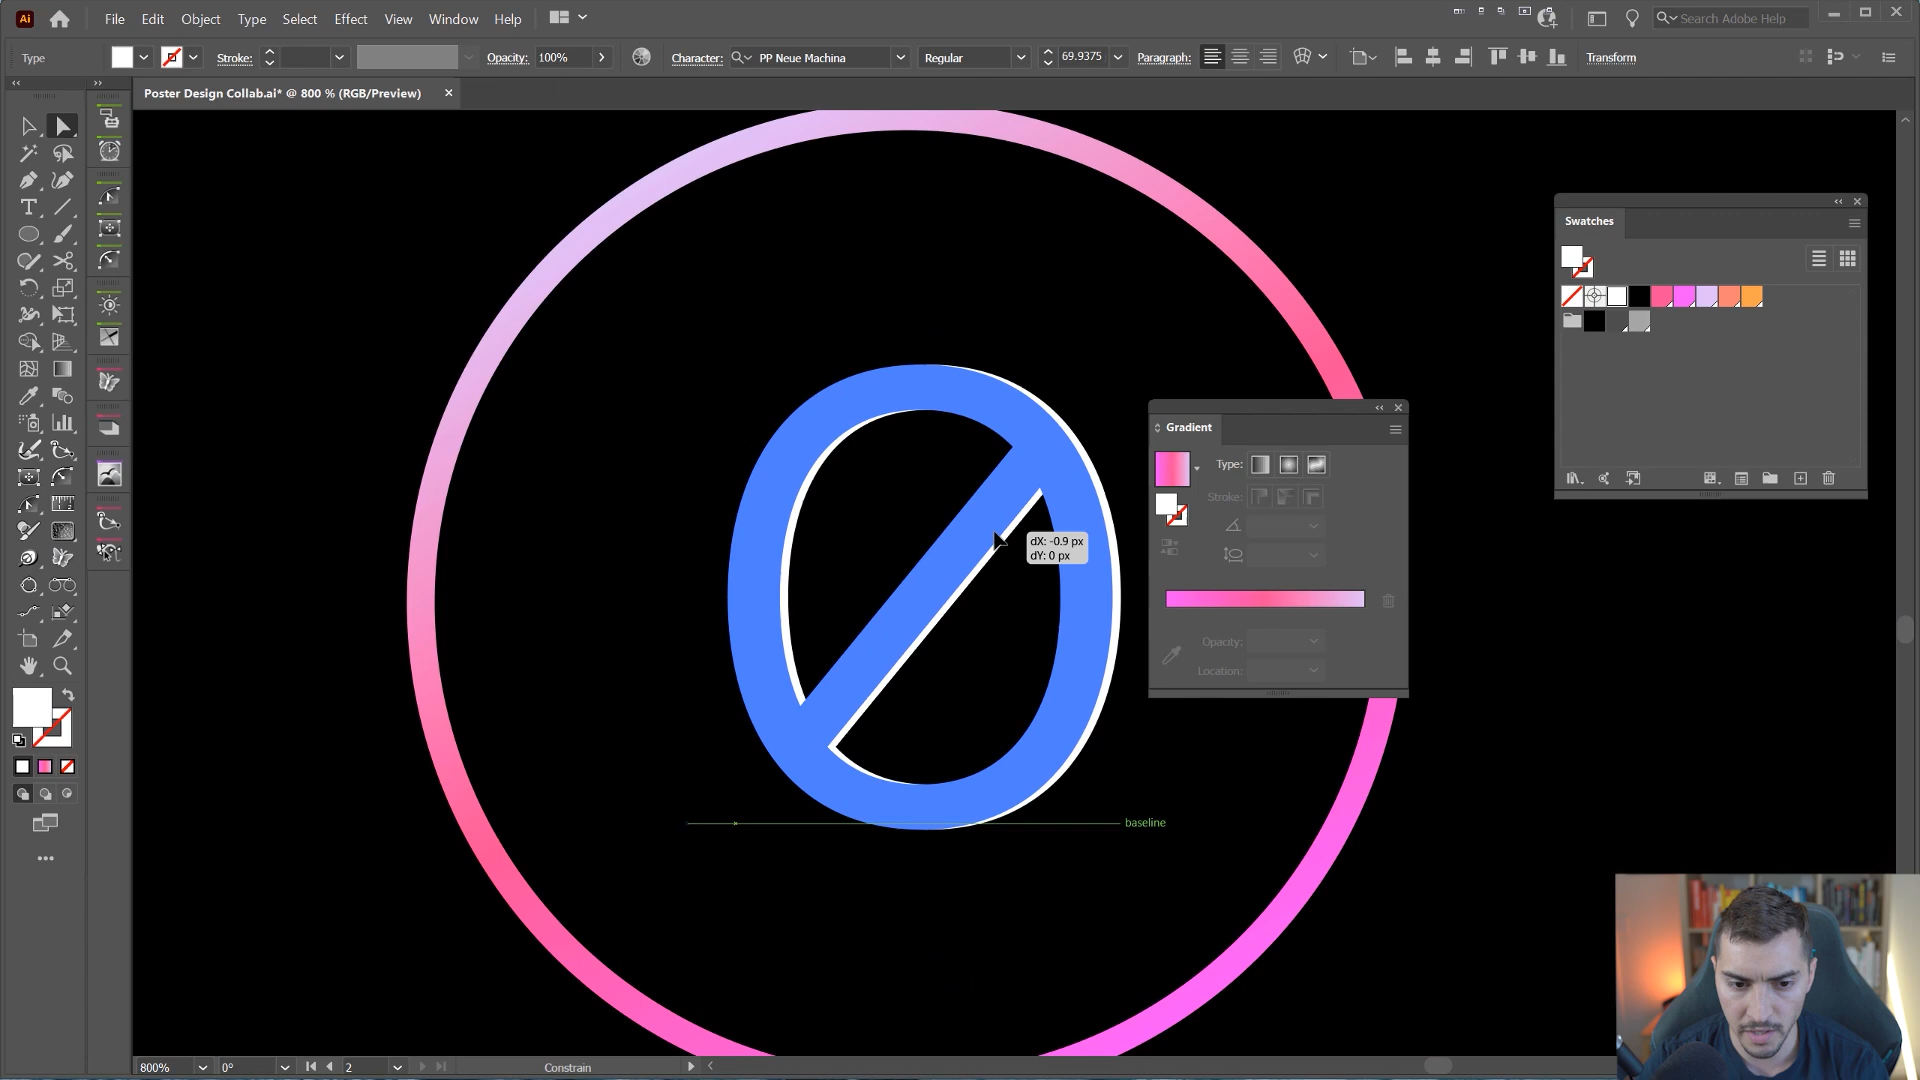 Ai File Edit Object Type Select Effect View Window Help Search Adobe Help
Type Stroke: Opacity: 100% Character: PP Neue Machina Regular 69.9375 Paragraph: Transform
Poster Design Collab.ai* @ 800 % (RGB/Preview)
Swatches
0
Gradient
Type:
Stroke:
dX: -0.9 px
dY: 0 px
Opacity:
Location:
baseline
800% 0° 2 Constrain